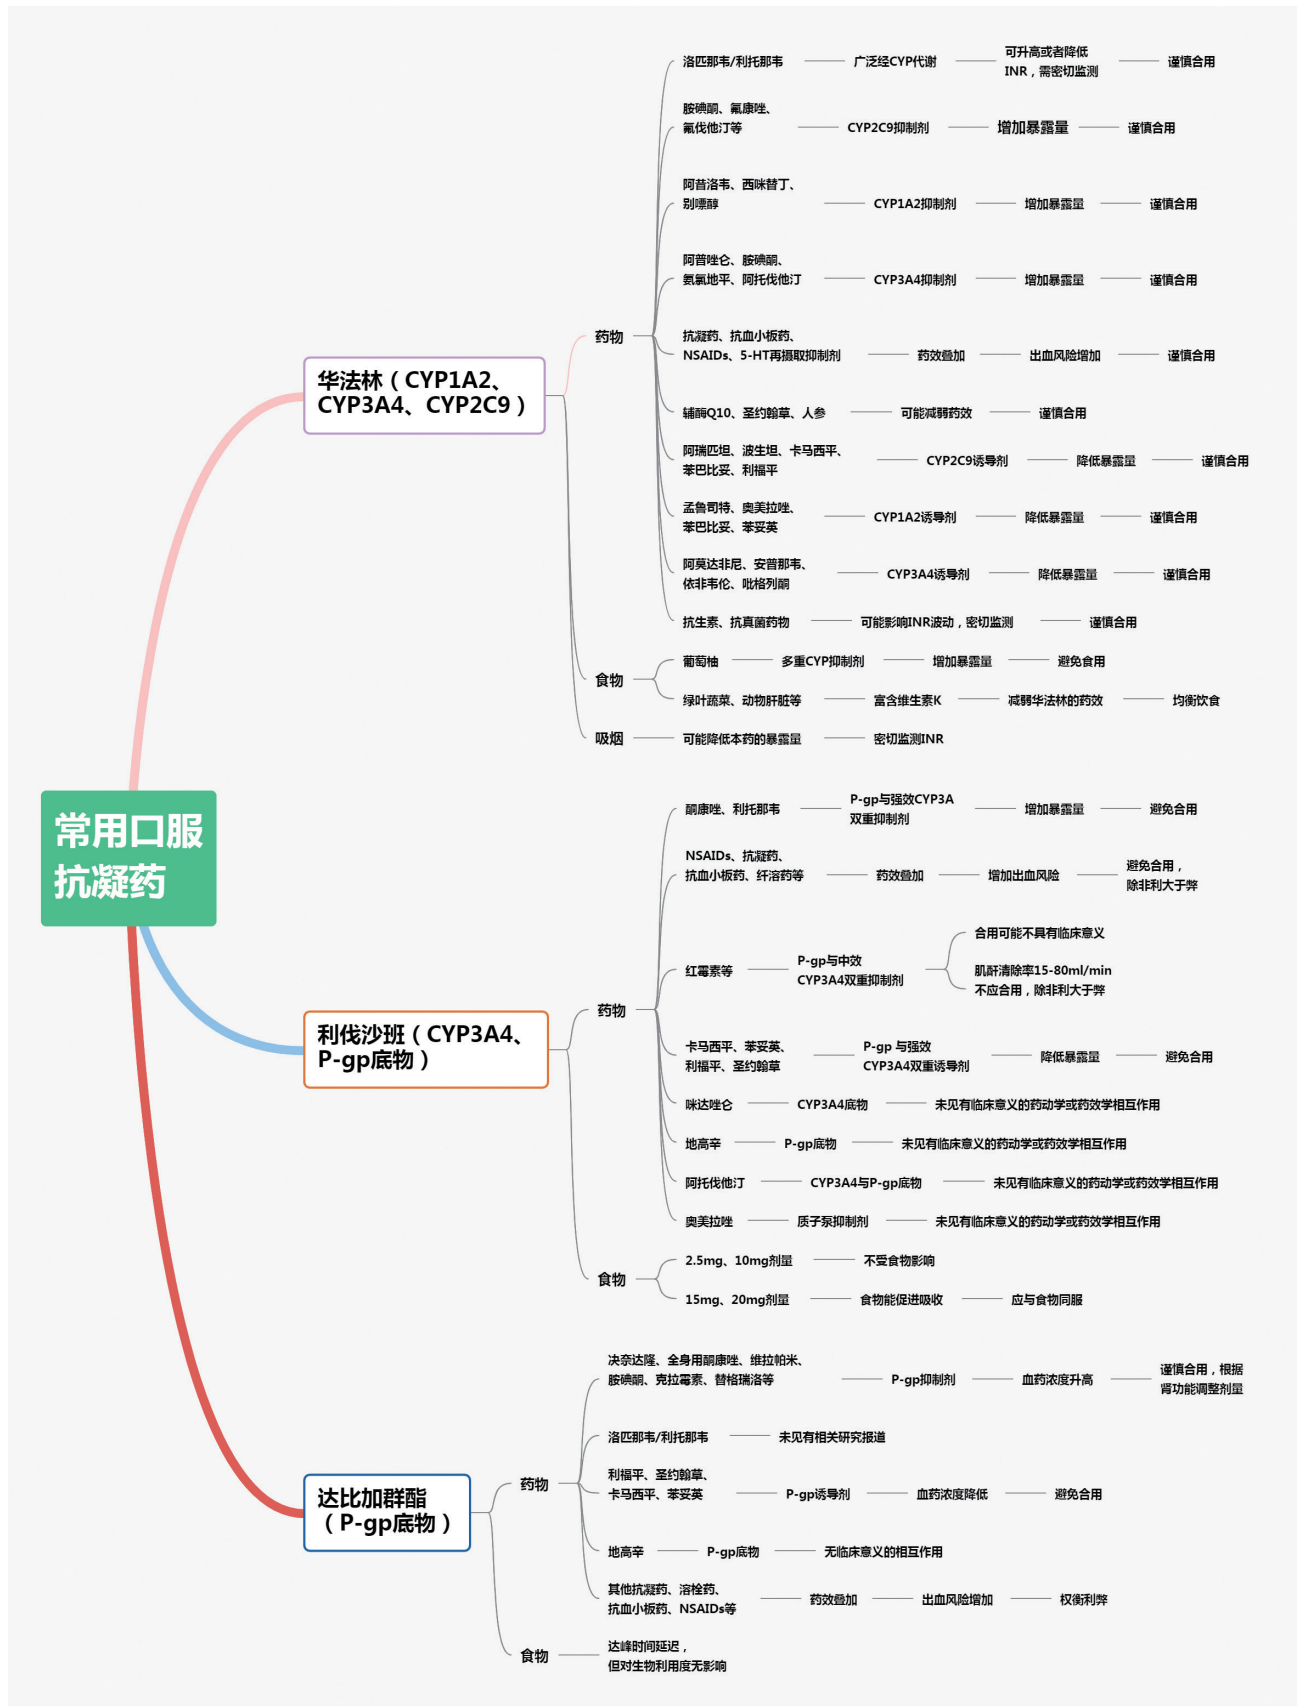 常用口服
抗凝药
华法林（CYP1A2、
CYP3A4、CYP2C9）
药物
洛匹那韦/利托那韦
广泛经CYP代谢
可升高或者降低
INR，需密切监测
谨慎合用
胺碘酮、氟康唑、
氟伐他汀等
CYP2C9抑制剂
增加暴露量
谨慎合用
阿昔洛韦、西咪替丁、
别嘌醇
CYP1A2抑制剂
增加暴露量
谨慎合用
阿普唑仑、胺碘酮、
氨氯地平、阿托伐他汀
CYP3A4抑制剂
增加暴露量
谨慎合用
抗凝药、抗血小板药、
NSAIDs、5-HT再摄取抑制剂
药效叠加
出血风险增加
谨慎合用
辅酶Q10、圣约翰草、人参
可能减弱药效
谨慎合用
阿瑞匹坦、波生坦、卡马西平、
苯巴比妥、利福平
CYP2C9诱导剂
降低暴露量
谨慎合用
孟鲁司特、奥美拉唑、
苯巴比妥、苯妥英
CYP1A2诱导剂
降低暴露量
谨慎合用
阿莫达非尼、安普那韦、
依非韦伦、吡格列酮
CYP3A4诱导剂
降低暴露量
谨慎合用
抗生素、抗真菌药物
可能影响INR波动，密切监测
谨慎合用
食物
葡萄柚
多重CYP抑制剂
增加暴露量
避免食用
绿叶蔬菜、动物肝脏等
富含维生素K
减弱华法林的药效
均衡饮食
吸烟
可能降低本药的暴露量
密切监测INR
利伐沙班（CYP3A4、
P-gp底物）
药物
酮康唑、利托那韦
P-gp与强效CYP3A
双重抑制剂
增加暴露量
避免合用
NSAIDs、抗凝药、
抗血小板药、纤溶药等
药效叠加
增加出血风险
避免合用，
除非利大于弊
红霉素等
P-gp与中效
CYP3A4双重抑制剂
合用可能不具有临床意义
肌酐清除率15-80ml/min
不应合用，除非利大于弊
卡马西平、苯妥英、
利福平、圣约翰草
P-gp 与强效
CYP3A4双重诱导剂
降低暴露量
避免合用
咪达唑仑
CYP3A4底物
未见有临床意义的药动学或药效学相互作用
地高辛
P-gp底物
未见有临床意义的药动学或药效学相互作用
阿托伐他汀
CYP3A4与P-gp底物
未见有临床意义的药动学或药效学相互作用
奥美拉唑
质子泵抑制剂
未见有临床意义的药动学或药效学相互作用
食物
2.5mg、10mg剂量
不受食物影响
15mg、20mg剂量
食物能促进吸收
应与食物同服
达比加群酯
（P-gp底物）
药物
决奈达隆、全身用酮康唑、维拉帕米、
胺碘酮、克拉霉素、替格瑞洛等
P-gp抑制剂
血药浓度升高
谨慎合用，根据
肾功能调整剂量
洛匹那韦/利托那韦
未见有相关研究报道
利福平、圣约翰草、
卡马西平、苯妥英
P-gp诱导剂
血药浓度降低
避免合用
地高辛
P-gp底物
无临床意义的相互作用
其他抗凝药、溶栓药、
抗血小板药、NSAIDs等
药效叠加
出血风险增加
权衡利弊
食物
达峰时间延迟，
但对生物利用度无影响